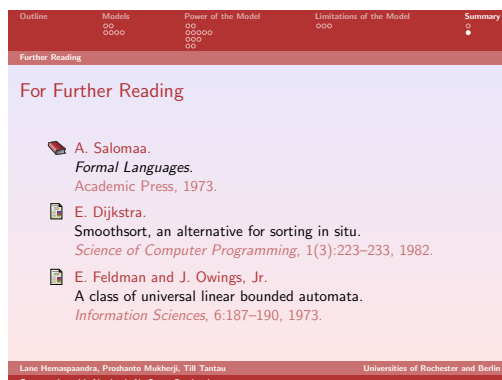 Outline Models Power of the Model Limitations of the Model Summary
Further Reading
For Further Reading
A. Salomaa.
Formal Languages.
Academic Press, 1973.
E. Dijkstra.
Smoothsort, an alternative for sorting in situ.
Science of Computer Programming, 1(3):223–233, 1982.
E. Feldman and J. Owings, Jr.
A class of universal linear bounded automata.
Information Sciences, 6:187–190, 1973.
Lane Hemaspaandra, Proshanto Mukherji, Till Tantau Universities of Rochester and Berlin